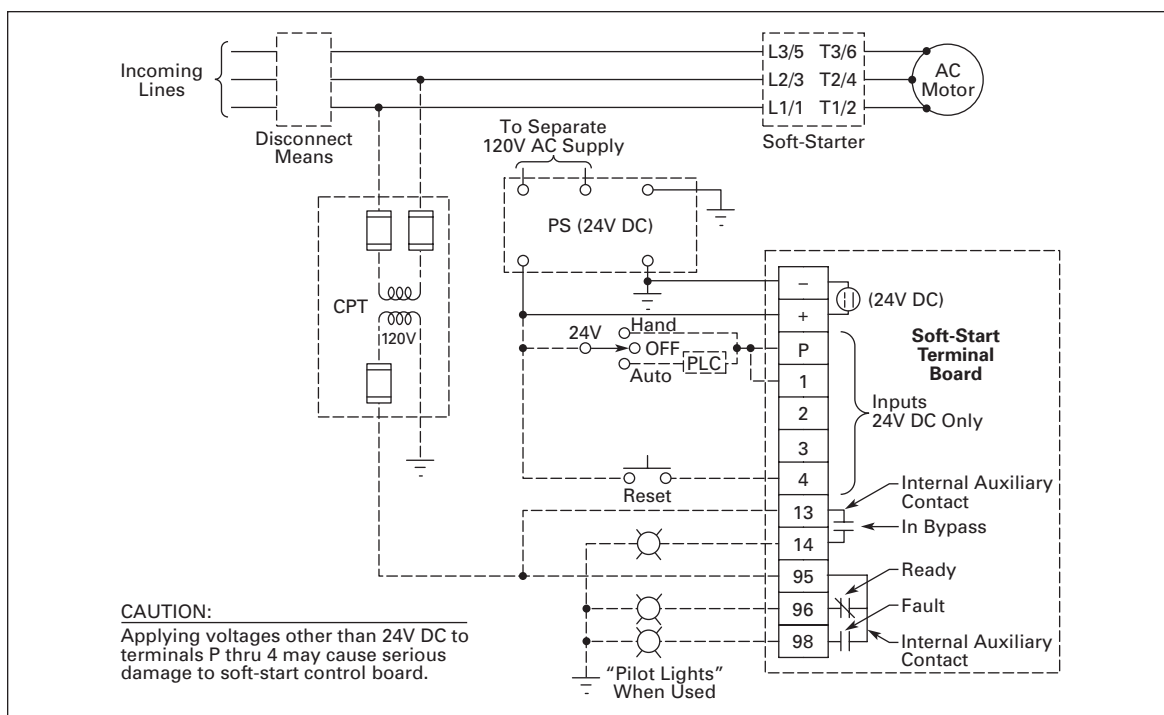 Incoming
Lines
Disconnect
Means
L3/5 T3/6
L2/3 T2/4
L1/1 T1/2
Soft-Starter
AC
Motor
To Separate
120V AC Supply
PS (24V DC)
CPT
120V
24V
Hand
OFF
Auto
PLC
Reset
–
+
P
1
2
3
4
13
14
95
96
98
(24V DC)
Soft-Start
Terminal
Board
Inputs
24V DC Only
Internal Auxiliary
Contact
In Bypass
Ready
Fault
Internal Auxiliary
Contact
"Pilot Lights"
When Used
CAUTION:
Applying voltages other than 24V DC to
terminals P thru 4 may cause serious
damage to soft-start control board.